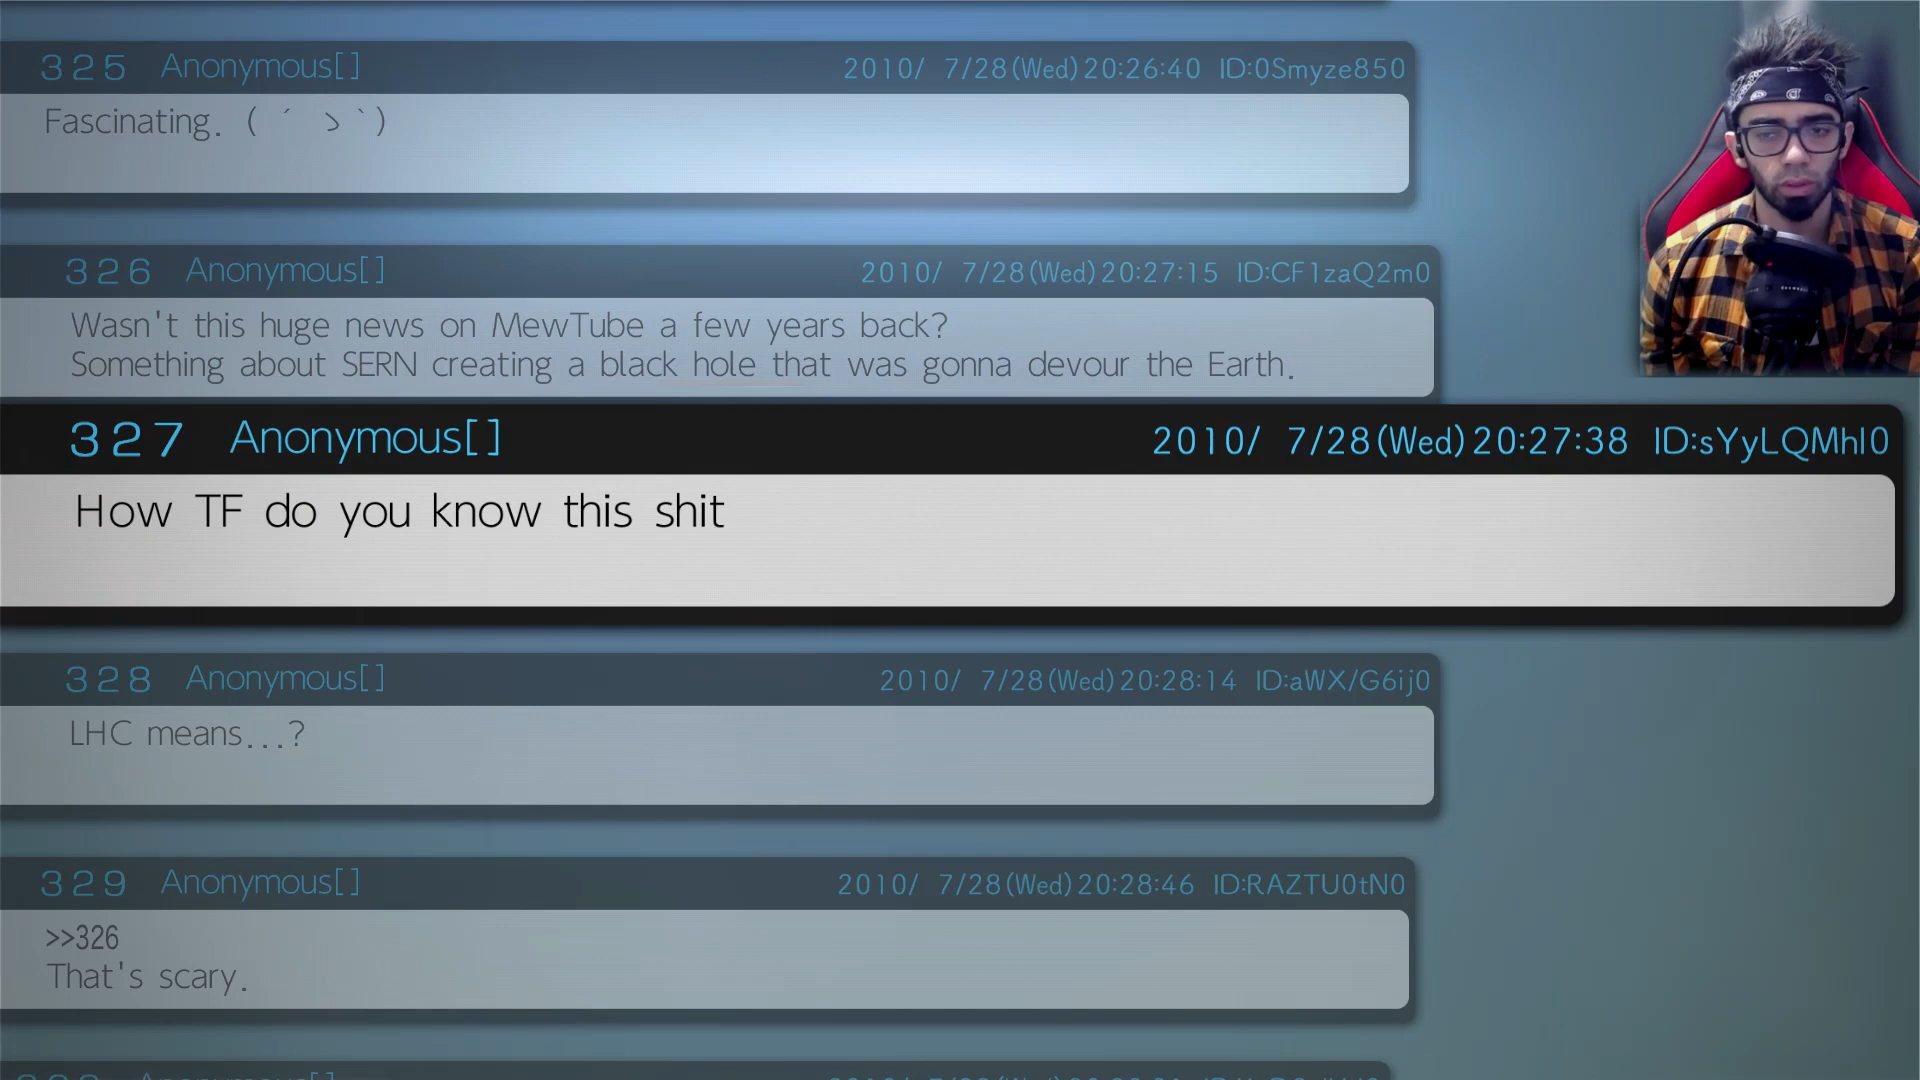 325 Anonymous[] 2010/ 7/28(Wed)20:26:40 ID:0Smyze850
Fascinating. ( ´ ゝ`)
326 Anonymous[] 2010/ 7/28(Wed)20:27:15 ID:CF1zaQ2m0
Wasn't this huge news on MewTube a few years back?
Something about SERN creating a black hole that was gonna devour the Earth.
327 Anonymous[] 2010/ 7/28(Wed)20:27:38 ID:sYyLQMhI0
How TF do you know this shit
328 Anonymous[] 2010/ 7/28(Wed)20:28:14 ID:aWX/G6ij0
LHC means...?
329 Anonymous[] 2010/ 7/28(Wed)20:28:46 ID:RAZTU0tN0
>>326
That's scary.
Anonymous[]